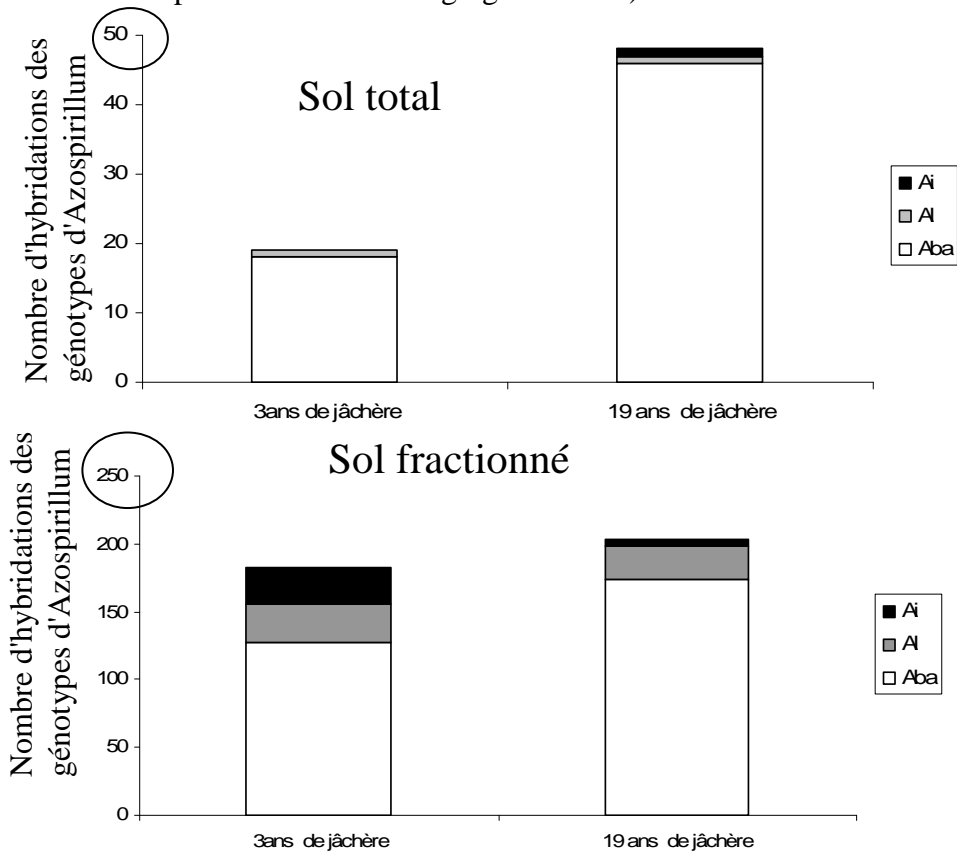 Sol total
Nombre d'hybridations des
génotypes d'Azospirillum
50
40
30
20
10
0
3ans de jâchère
19 ans de jâchère
Ai
Al
Aba
Sol fractionné
Nombre d'hybridations des
génotypes d'Azospirillum
250
200
150
100
50
0
3ans de jâchère
19 ans de jâchère
Ai
Al
Aba